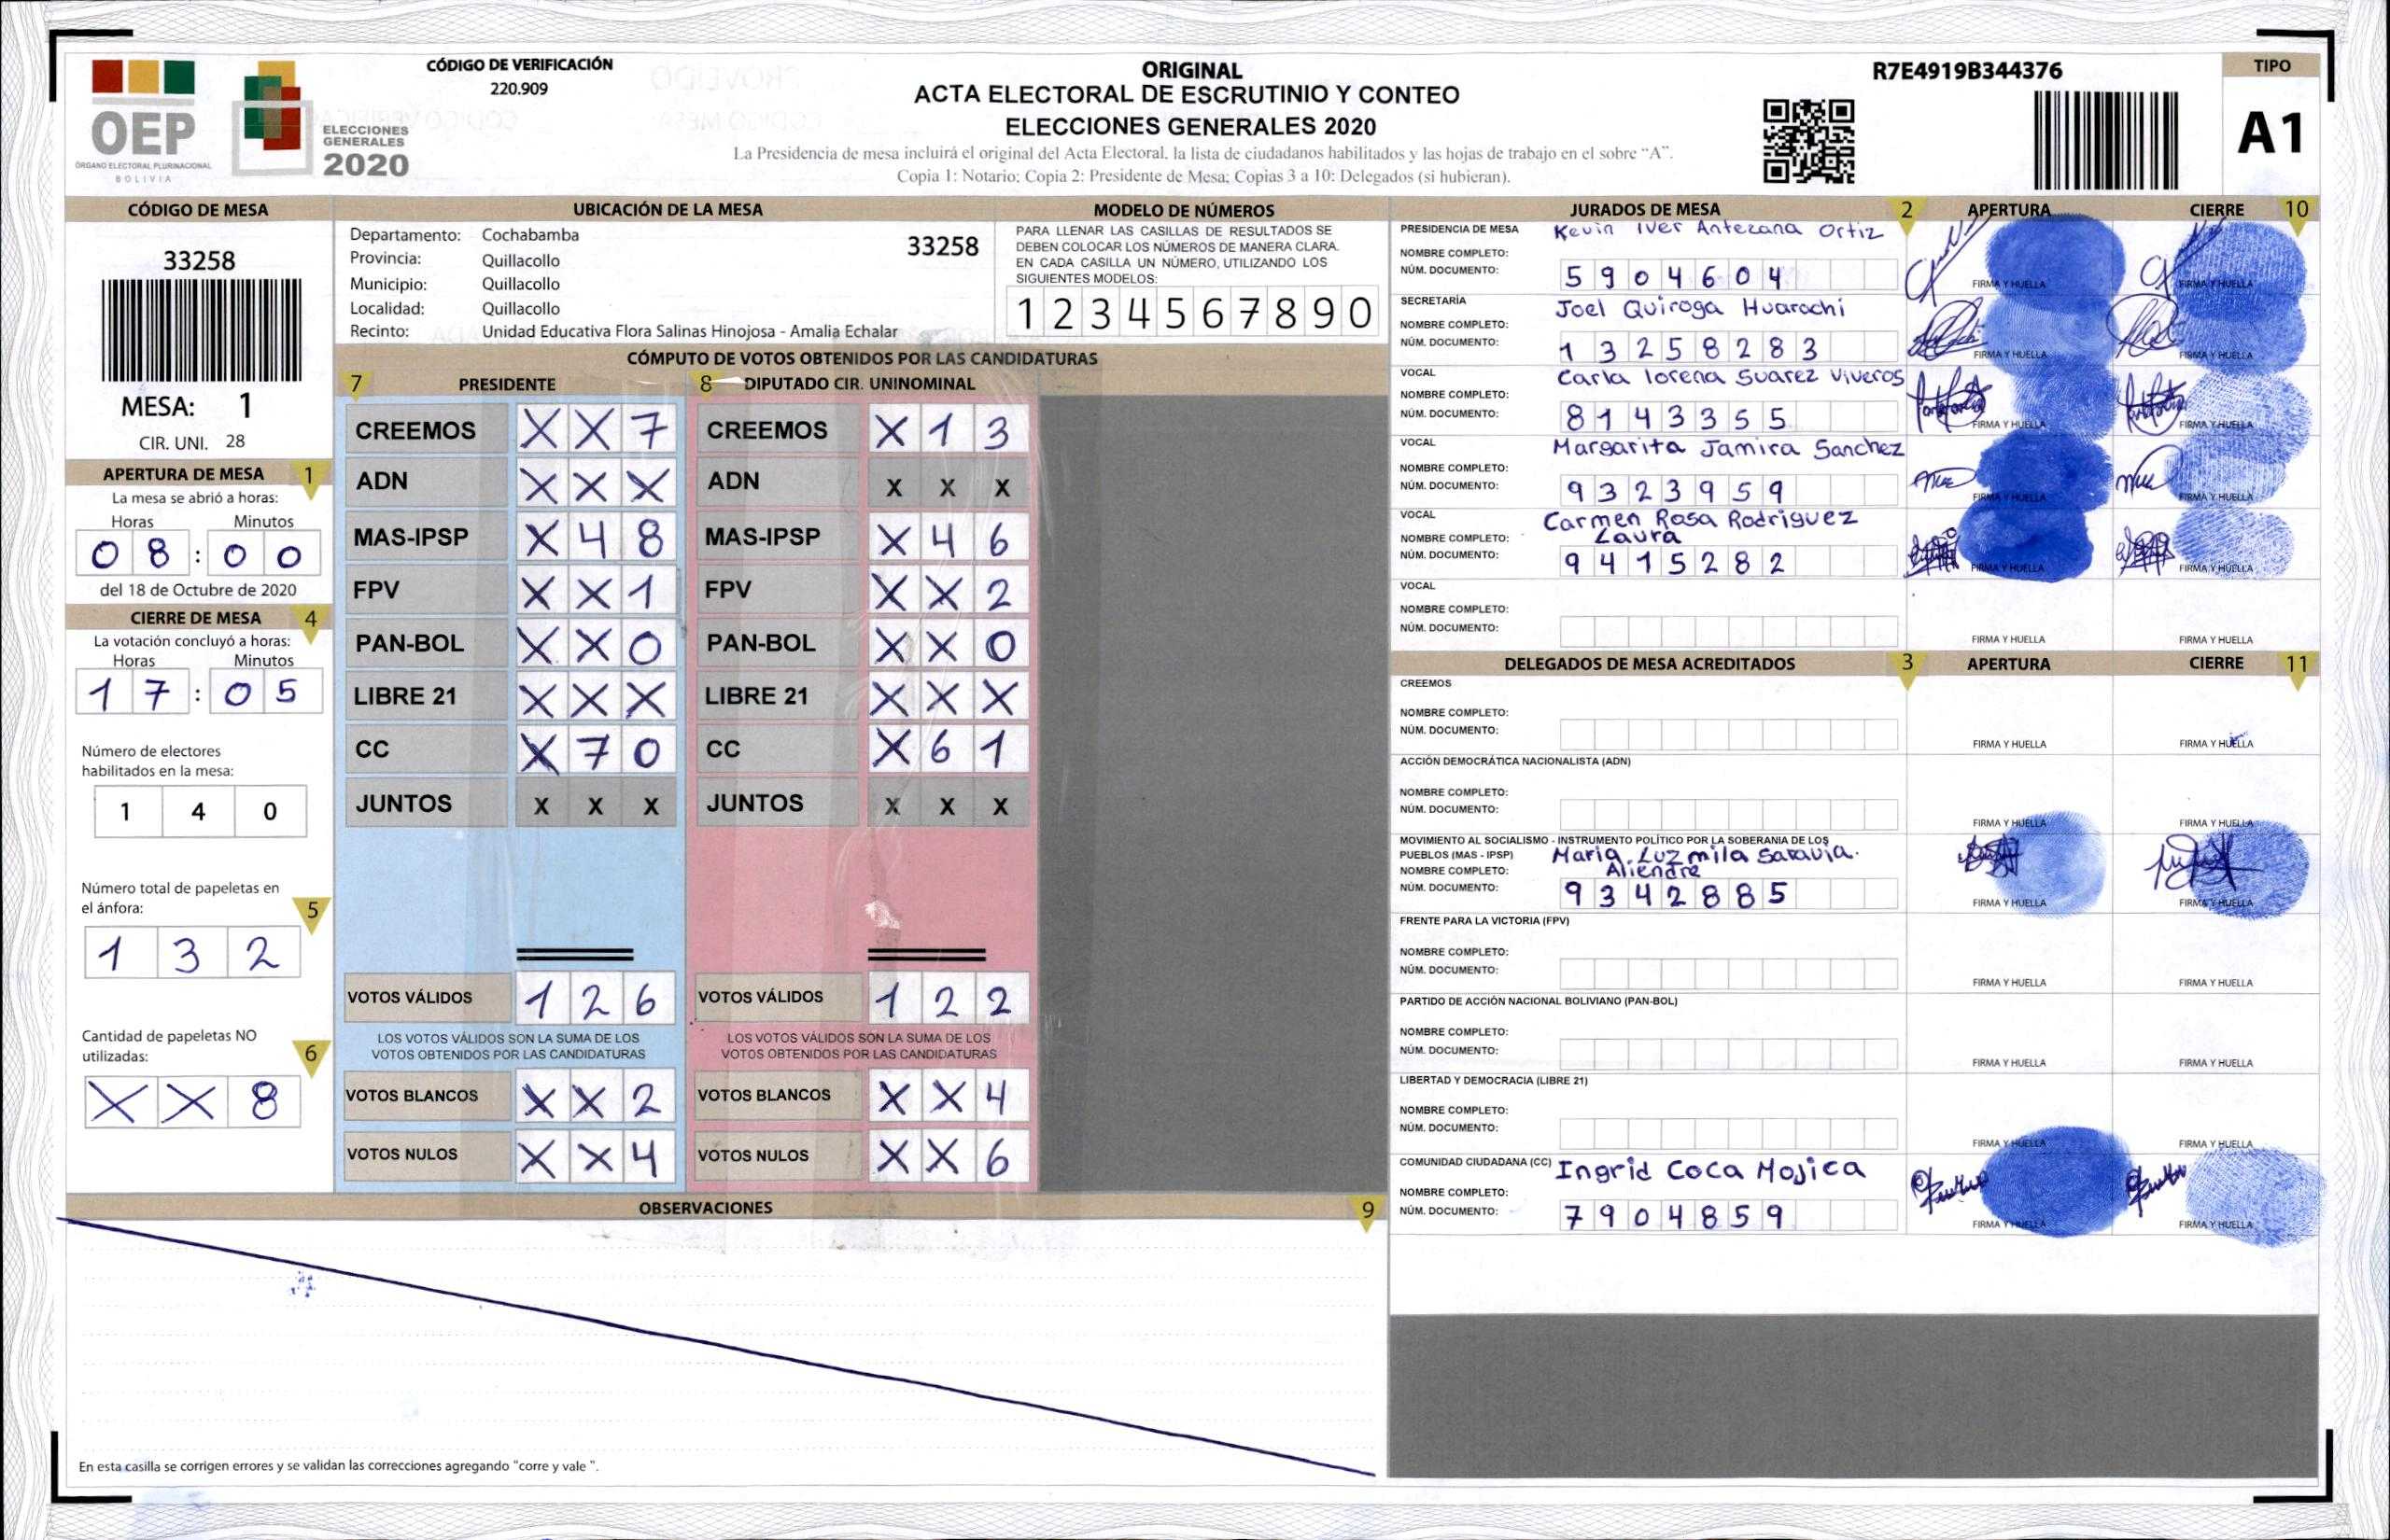 CÓDIGO DE VERIFICACIÓN
220.909
OEP
ÓRGANO ELECTORAL PLURINACIONAL
BOLIVIA
ELECCIONES
GENERALES
2020
ORIGINAL
ACTA ELECTORAL DE ESCRUTINIO Y CONTEO
ELECCIONES GENERALES 2020
La Presidencia de mesa incluirá el original del Acta Electoral, la lista de ciudadanos habilitados y las hojas de trabajo en el sobre “A”.
Copia 1: Notario; Copia 2: Presidente de Mesa; Copias 3 a 10: Delegados (si hubieran).
R7E4919B344376
TIPO
A1
CÓDIGO DE MESA
33258
MESA: 1
CIR. UNI. 28
APERTURA DE MESA 1
La mesa se abrió a horas:
Horas Minutos
0 8 : 0 0
del 18 de Octubre de 2020
CIERRE DE MESA 4
La votación concluyó a horas:
Horas Minutos
1 7 : 0 5
Número de electores
habilitados en la mesa:
1 4 0
Número total de papeletas en
el ánfora: 5
1 3 2
Cantidad de papeletas NO
utilizadas: 6
X X 8
UBICACIÓN DE LA MESA
Departamento: Cochabamba
33258
Provincia: Quillacollo
Municipio: Quillacollo
Localidad: Quillacollo
Recinto: Unidad Educativa Flora Salinas Hinojosa - Amalia Echalar
MODELO DE NÚMEROS
PARA LLENAR LAS CASILLAS DE RESULTADOS SE
DEBEN COLOCAR LOS NÚMEROS DE MANERA CLARA.
EN CADA CASILLA UN NÚMERO, UTILIZANDO LOS
SIGUIENTES MODELOS:
1 2 3 4 5 6 7 8 9 0
CÓMPUTO DE VOTOS OBTENIDOS POR LAS CANDIDATURAS
7 PRESIDENTE 8 DIPUTADO CIR. UNINOMINAL
CREEMOS X X 7 CREEMOS X 1 3
ADN X X X ADN X X X
MAS-IPSP X 4 8 MAS-IPSP X 4 6
FPV X X 1 FPV X X 2
PAN-BOL X X 0 PAN-BOL X X 0
LIBRE 21 X X X LIBRE 21 X X X
CC X 7 0 CC X 6 1
JUNTOS X X X JUNTOS X X X
VOTOS VÁLIDOS 1 2 6 VOTOS VÁLIDOS 1 2 2
LOS VOTOS VÁLIDOS SON LA SUMA DE LOS LOS VOTOS VÁLIDOS SON LA SUMA DE LOS
VOTOS OBTENIDOS POR LAS CANDIDATURAS VOTOS OBTENIDOS POR LAS CANDIDATURAS
VOTOS BLANCOS X X 2 VOTOS BLANCOS X X 4
VOTOS NULOS X X 4 VOTOS NULOS X X 6
OBSERVACIONES 9
En esta casilla se corrigen errores y se validan las correcciones agregando "corre y vale ".
JURADOS DE MESA 2 APERTURA CIERRE 10
PRESIDENCIA DE MESA Kevin Iver Antezana Ortiz
NOMBRE COMPLETO:
NÚM. DOCUMENTO: 5904604 FIRMA Y HUELLA FIRMA Y HUELLA
SECRETARÍA Joel Quiroga Huarachi
NOMBRE COMPLETO:
NÚM. DOCUMENTO: 13258283 FIRMA Y HUELLA FIRMA Y HUELLA
VOCAL Carla lorena Suarez Viveros
NOMBRE COMPLETO:
NÚM. DOCUMENTO: 8143355 FIRMA Y HUELLA FIRMA Y HUELLA
VOCAL Margarita Jamira Sanchez
NOMBRE COMPLETO:
NÚM. DOCUMENTO: 9323959 FIRMA Y HUELLA FIRMA Y HUELLA
VOCAL Carmen Rosa Rodriguez
NOMBRE COMPLETO: Laura
NÚM. DOCUMENTO: 9415282 FIRMA Y HUELLA FIRMA Y HUELLA
VOCAL
NOMBRE COMPLETO:
NÚM. DOCUMENTO: FIRMA Y HUELLA FIRMA Y HUELLA
DELEGADOS DE MESA ACREDITADOS 3 APERTURA CIERRE 11
CREEMOS
NOMBRE COMPLETO:
NÚM. DOCUMENTO: FIRMA Y HUELLA FIRMA Y HUELLA
ACCIÓN DEMOCRÁTICA NACIONALISTA (ADN)
NOMBRE COMPLETO:
NÚM. DOCUMENTO: FIRMA Y HUELLA FIRMA Y HUELLA
MOVIMIENTO AL SOCIALISMO - INSTRUMENTO POLÍTICO POR LA SOBERANIA DE LOS
PUEBLOS (MAS - IPSP) Maria Luzmila Saravia
NOMBRE COMPLETO: Aliendre
NÚM. DOCUMENTO: 9342885 FIRMA Y HUELLA FIRMA Y HUELLA
FRENTE PARA LA VICTORIA (FPV)
NOMBRE COMPLETO:
NÚM. DOCUMENTO: FIRMA Y HUELLA FIRMA Y HUELLA
PARTIDO DE ACCIÓN NACIONAL BOLIVIANO (PAN-BOL)
NOMBRE COMPLETO:
NÚM. DOCUMENTO: FIRMA Y HUELLA FIRMA Y HUELLA
LIBERTAD Y DEMOCRACIA (LIBRE 21)
NOMBRE COMPLETO:
NÚM. DOCUMENTO: FIRMA Y HUELLA FIRMA Y HUELLA
COMUNIDAD CIUDADANA (CC) Ingrid Coca Mojica
NOMBRE COMPLETO:
NÚM. DOCUMENTO: 7904859 FIRMA Y HUELLA FIRMA Y HUELLA